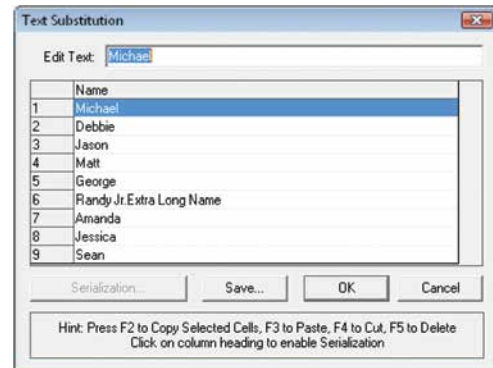 Text Substitution
Edit Text: Michael
Name
1 Michael
2 Debbie
3 Jason
4 Matt
5 George
6 Randy Jr.Extra Long Name
7 Amanda
8 Jessica
9 Sean
Serialization... Save... OK Cancel
Hint: Press F2 to Copy Selected Cells, F3 to Paste, F4 to Cut, F5 to Delete
Click on column heading to enable Serialization